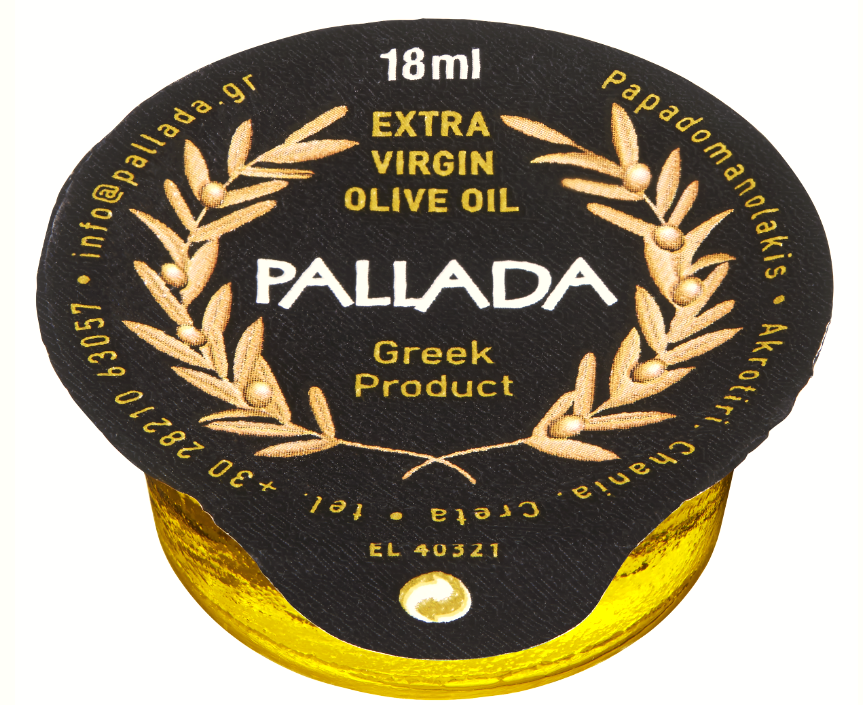 18ml
EXTRA
VIRGIN
OLIVE OIL
PALLADA
Greek
Product
Papadomanolakis • Akrotiri, Chania, Creta • tel. +30 28210 63057 • info@pallada.gr
EL 40321